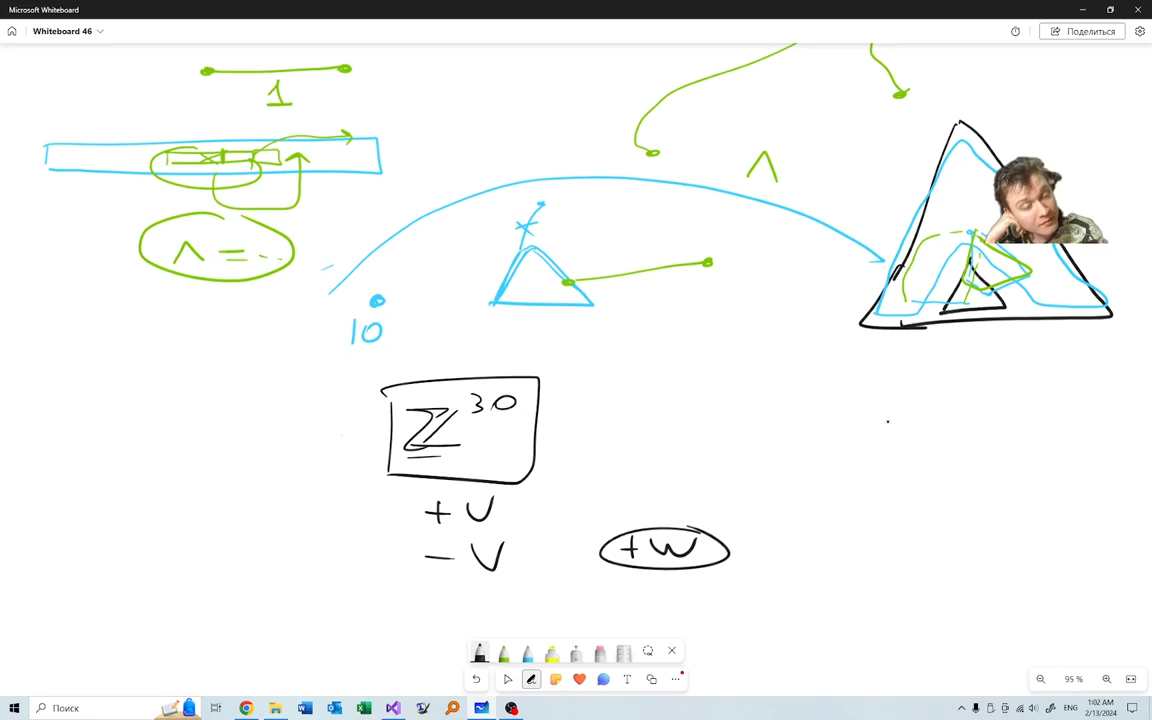 Microsoft Whiteboard
Whiteboard 46
Поделиться
1
Λ
Λ = ..
10
ℤ³⁰
+ U
- V
+ W
95 %
Поиск
ENG
1:02 AM
2/13/2024